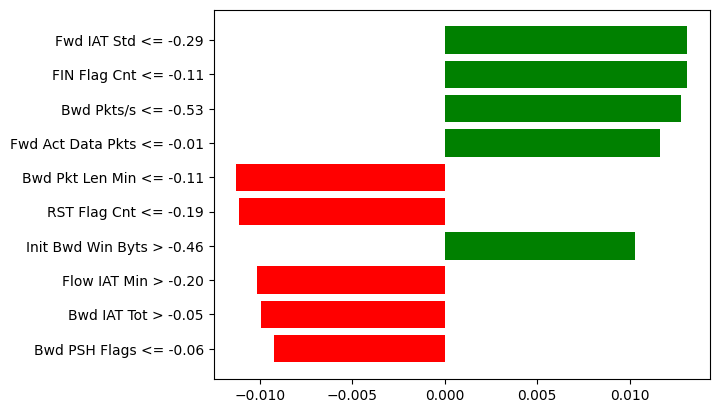 Fwd IAT Std <= -0.29
FIN Flag Cnt <= -0.11
Bwd Pkts/s <= -0.53
Fwd Act Data Pkts <= -0.01
Bwd Pkt Len Min <= -0.11
RST Flag Cnt <= -0.19
Init Bwd Win Byts > -0.46
Flow IAT Min > -0.20
Bwd IAT Tot > -0.05
Bwd PSH Flags <= -0.06
−0.010 −0.005 0.000 0.005 0.010